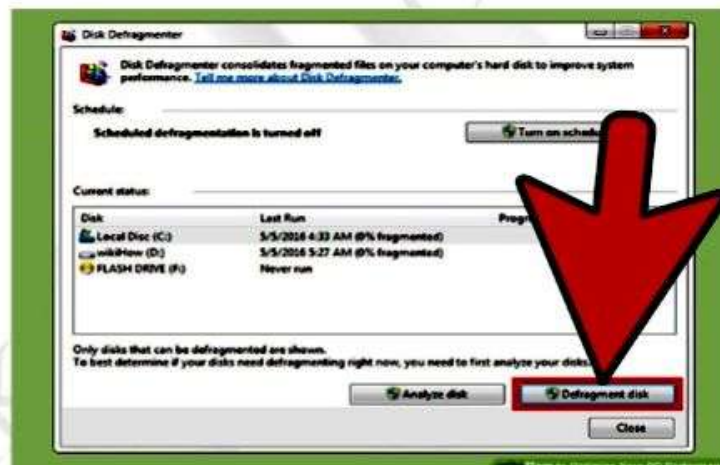 Disk Defragmenter
Disk Defragmenter consolidates fragmented files on your computer's hard disk to improve system
performance. Tell me more about Disk Defragmenter.
Schedule:
Scheduled defragmentation is turned off
Turn on
Current status:
Disk Last Run
Local Disc (C:) 5/5/2016 4:33 AM (0% fragmented)
wikiHow (D:) 5/5/2016 5:27 AM (0% fragmented)
FLASH DRIVE (F:) Never run
Only disks that can be defragmented are shown.
To best determine if your disks need defragmenting right now, you need to first analyze your disks.
Analyze disk Defragment disk
Close